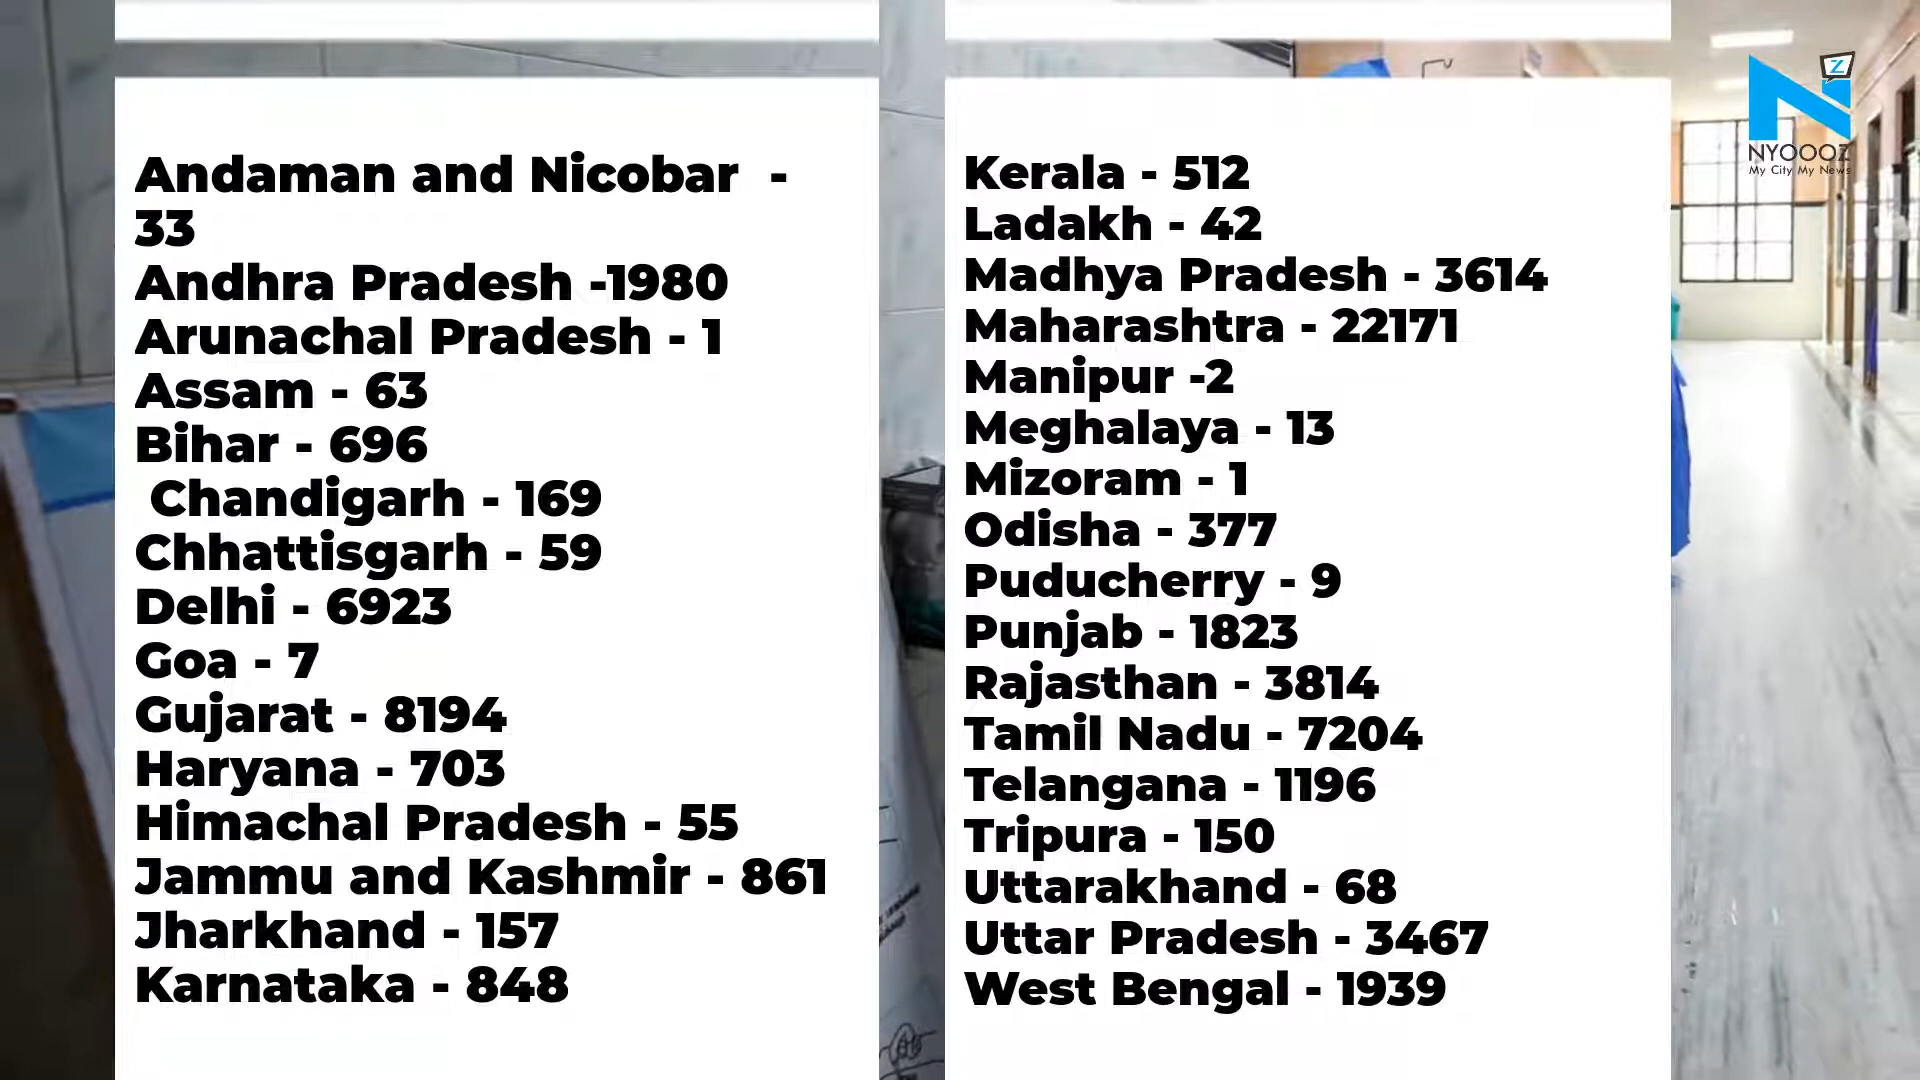 Andaman and Nicobar  -
33
Andhra Pradesh -1980
Arunachal Pradesh - 1
Assam - 63
Bihar - 696
Chandigarh - 169
Chhattisgarh - 59
Delhi - 6923
Goa - 7
Gujarat - 8194
Haryana - 703
Himachal Pradesh - 55
Jammu and Kashmir - 861
Jharkhand - 157
Karnataka - 848
Kerala - 512
Ladakh - 42
Madhya Pradesh - 3614
Maharashtra - 22171
Manipur -2
Meghalaya - 13
Mizoram - 1
Odisha - 377
Puducherry - 9
Punjab - 1823
Rajasthan - 3814
Tamil Nadu - 7204
Telangana - 1196
Tripura - 150
Uttarakhand - 68
Uttar Pradesh - 3467
West Bengal - 1939
Z
NYOOOZ
My City My News